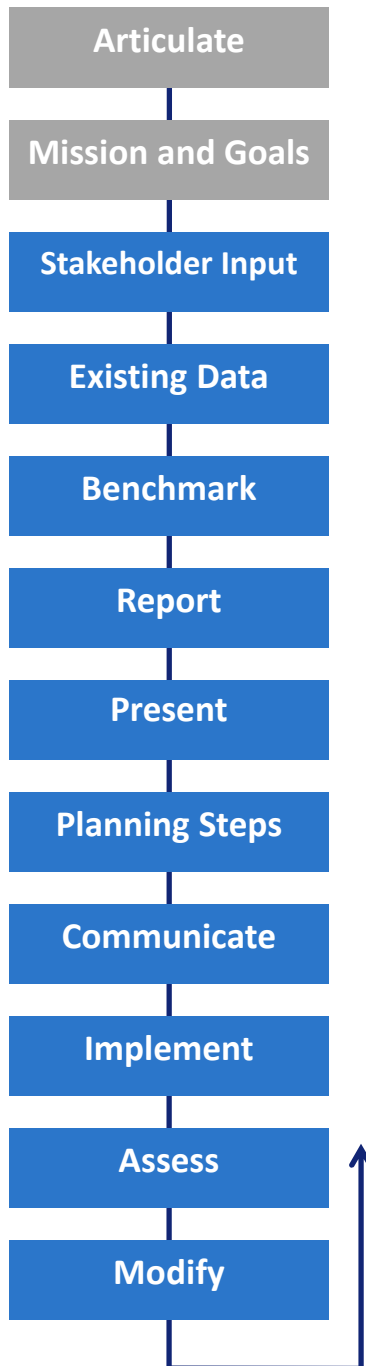 Articulate
Mission and Goals
Stakeholder Input
Existing Data
Benchmark
Report
Present
Planning Steps
Communicate
Implement
Assess
Modify